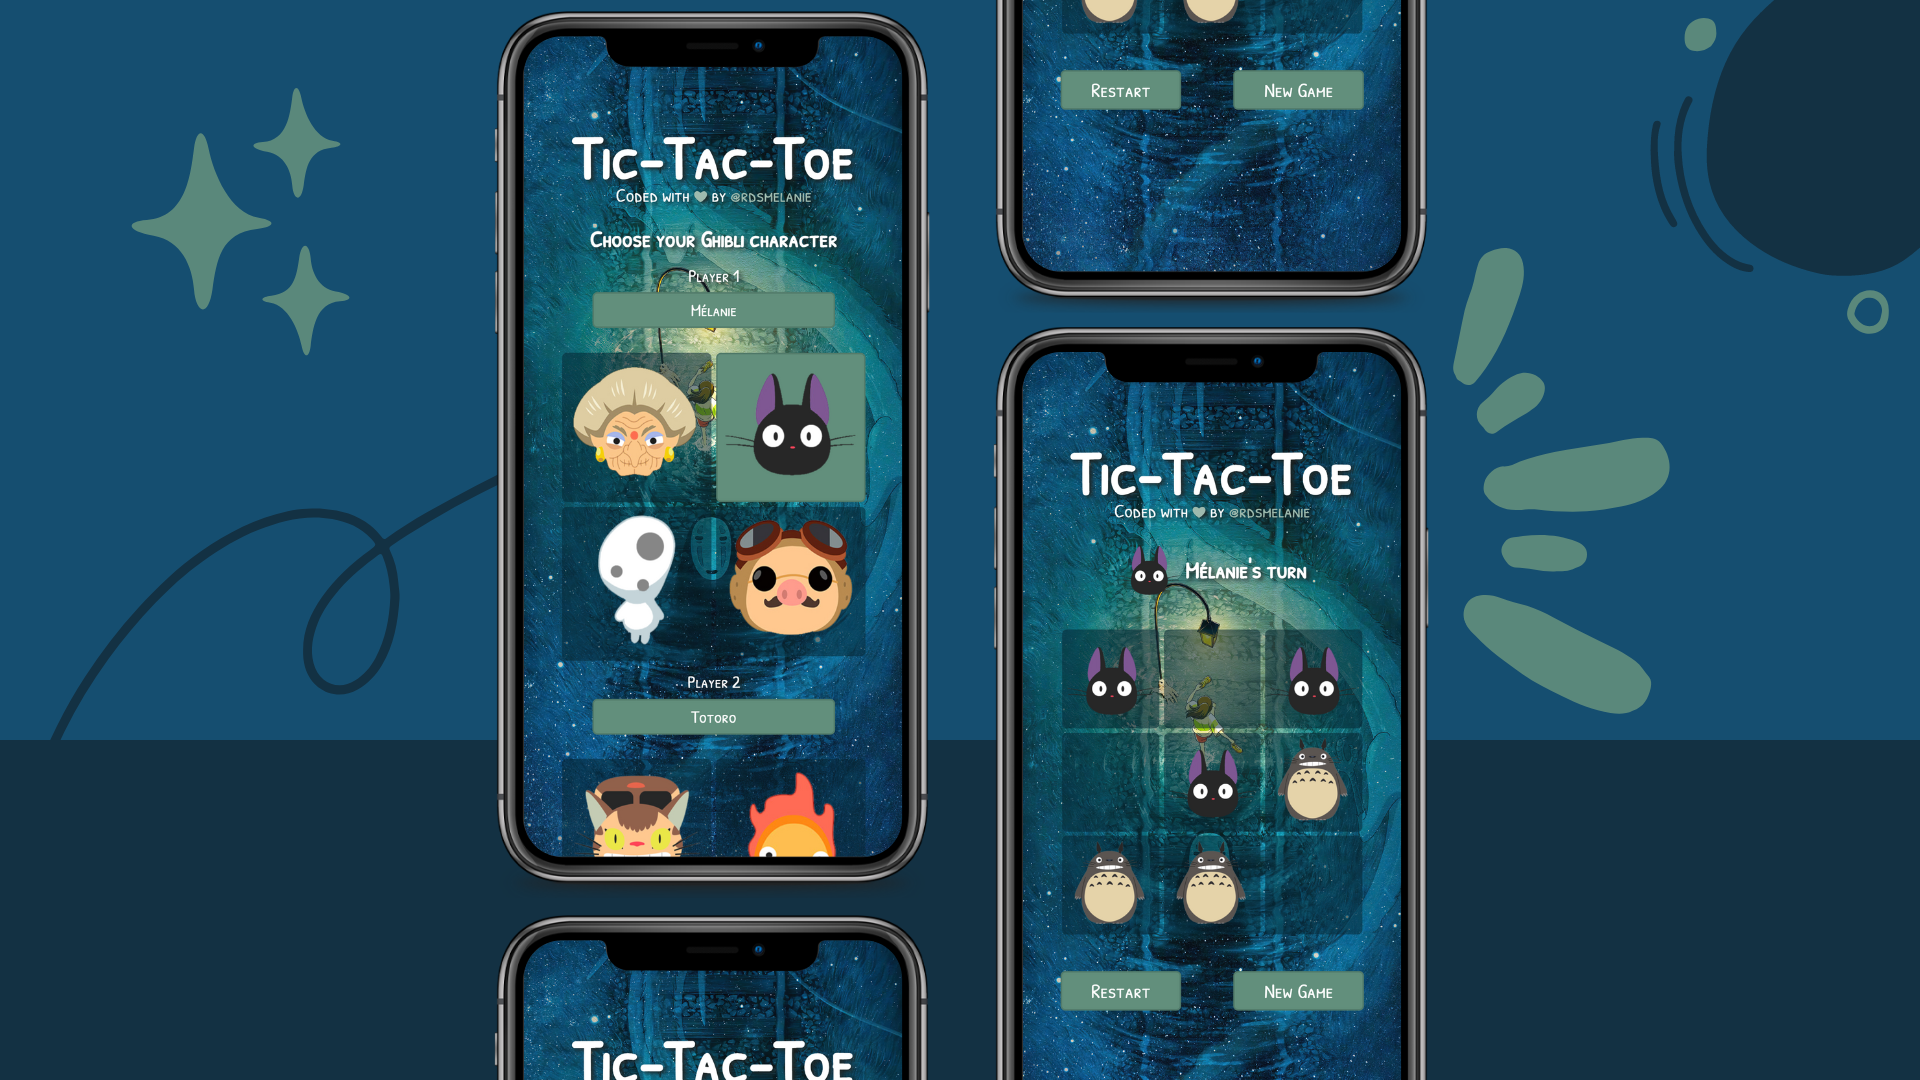 Tic-Tac-Toe
Coded with ♥ by @rdsmelanie
Choose your Ghibli character
Player 1
Mélanie
Player 2
Totoro
Tic-Tac-Toe
Restart New Game
Tic-Tac-Toe
Coded with ♥ by @rdsmelanie
Mélanie's turn
Restart New Game